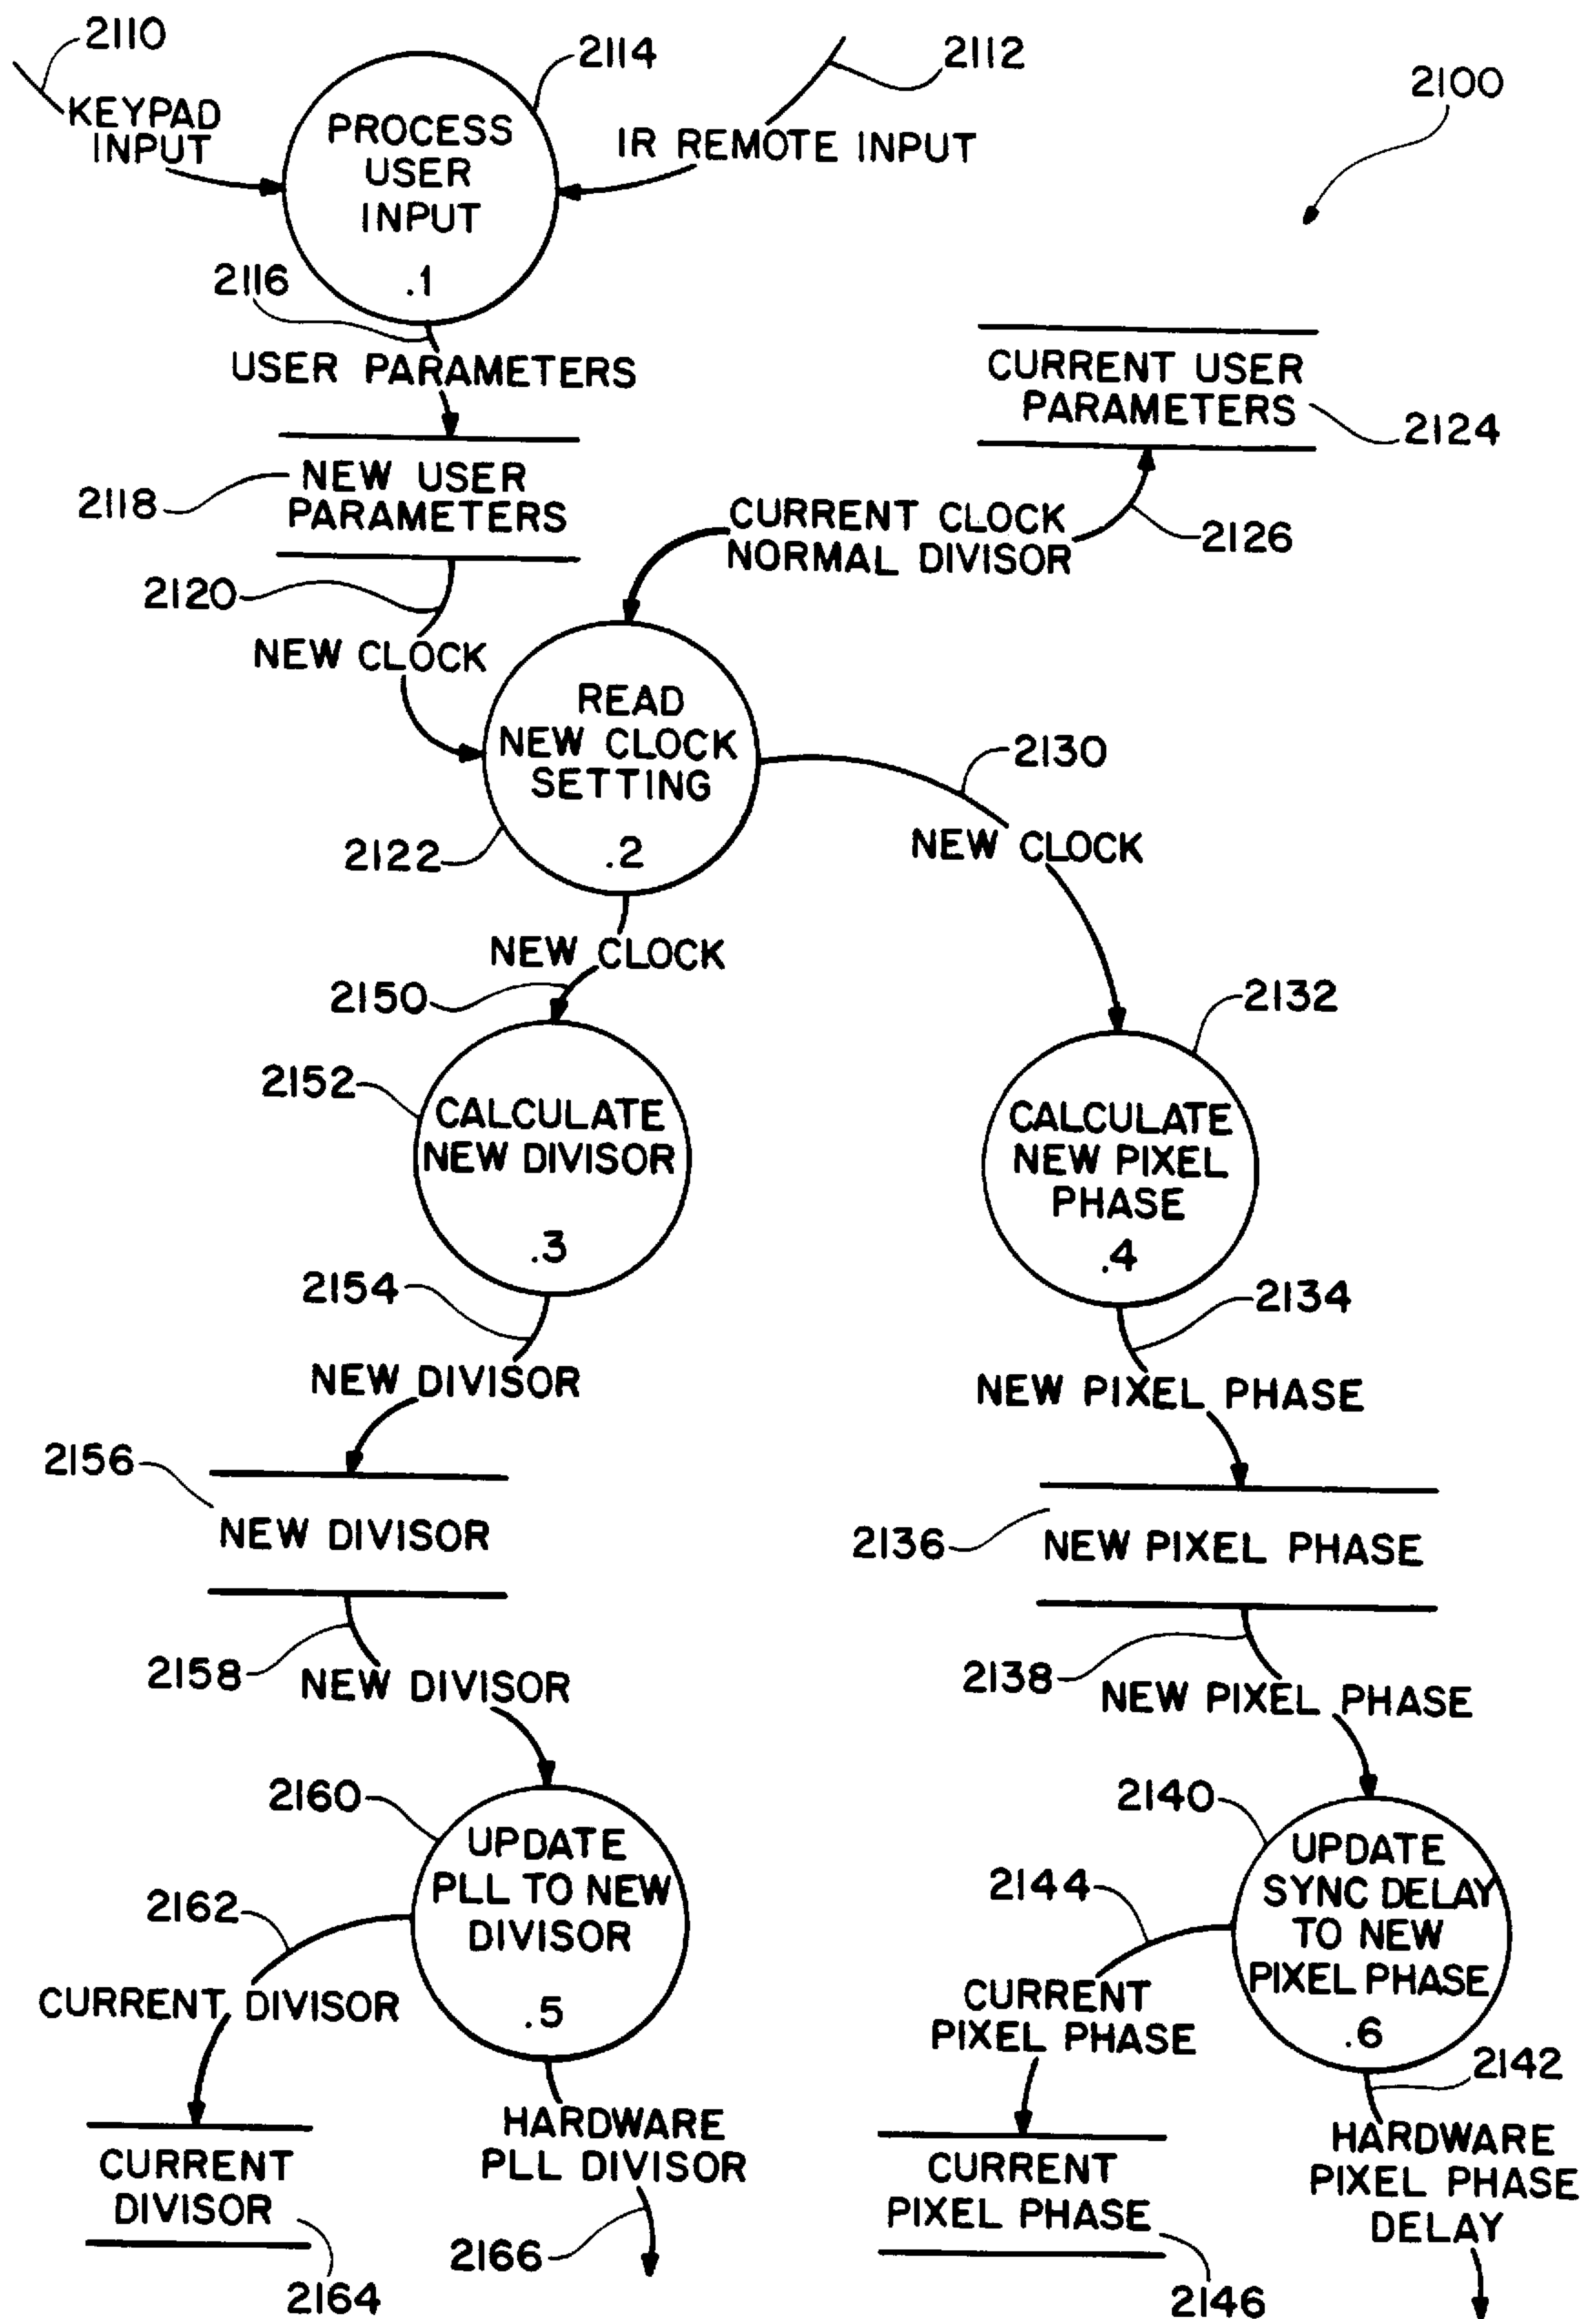 2110
2114
2112
2100
KEYPAD
INPUT
PROCESS
USER
INPUT
.1
IR REMOTE INPUT
2116
USER PARAMETERS
CURRENT USER
PARAMETERS
2124
2118
NEW USER
PARAMETERS
CURRENT CLOCK
NORMAL DIVISOR
2126
2120
NEW CLOCK
READ
NEW CLOCK
SETTING
.2
2122
2130
NEW CLOCK
NEW CLOCK
2150
2132
2152
CALCULATE
NEW DIVISOR
.3
CALCULATE
NEW PIXEL
PHASE
.4
2154
2134
NEW DIVISOR
NEW PIXEL PHASE
2156
NEW DIVISOR
2136
NEW PIXEL PHASE
2158
NEW DIVISOR
2138
NEW PIXEL PHASE
2160
UPDATE
PLL TO NEW
DIVISOR
.5
2140
UPDATE
SYNC DELAY
TO NEW
PIXEL PHASE
.6
2162
2144
CURRENT DIVISOR
CURRENT
PIXEL PHASE
2142
HARDWARE
PLL DIVISOR
HARDWARE
PIXEL PHASE
DELAY
CURRENT
DIVISOR
CURRENT
PIXEL PHASE
2166
2164
2146